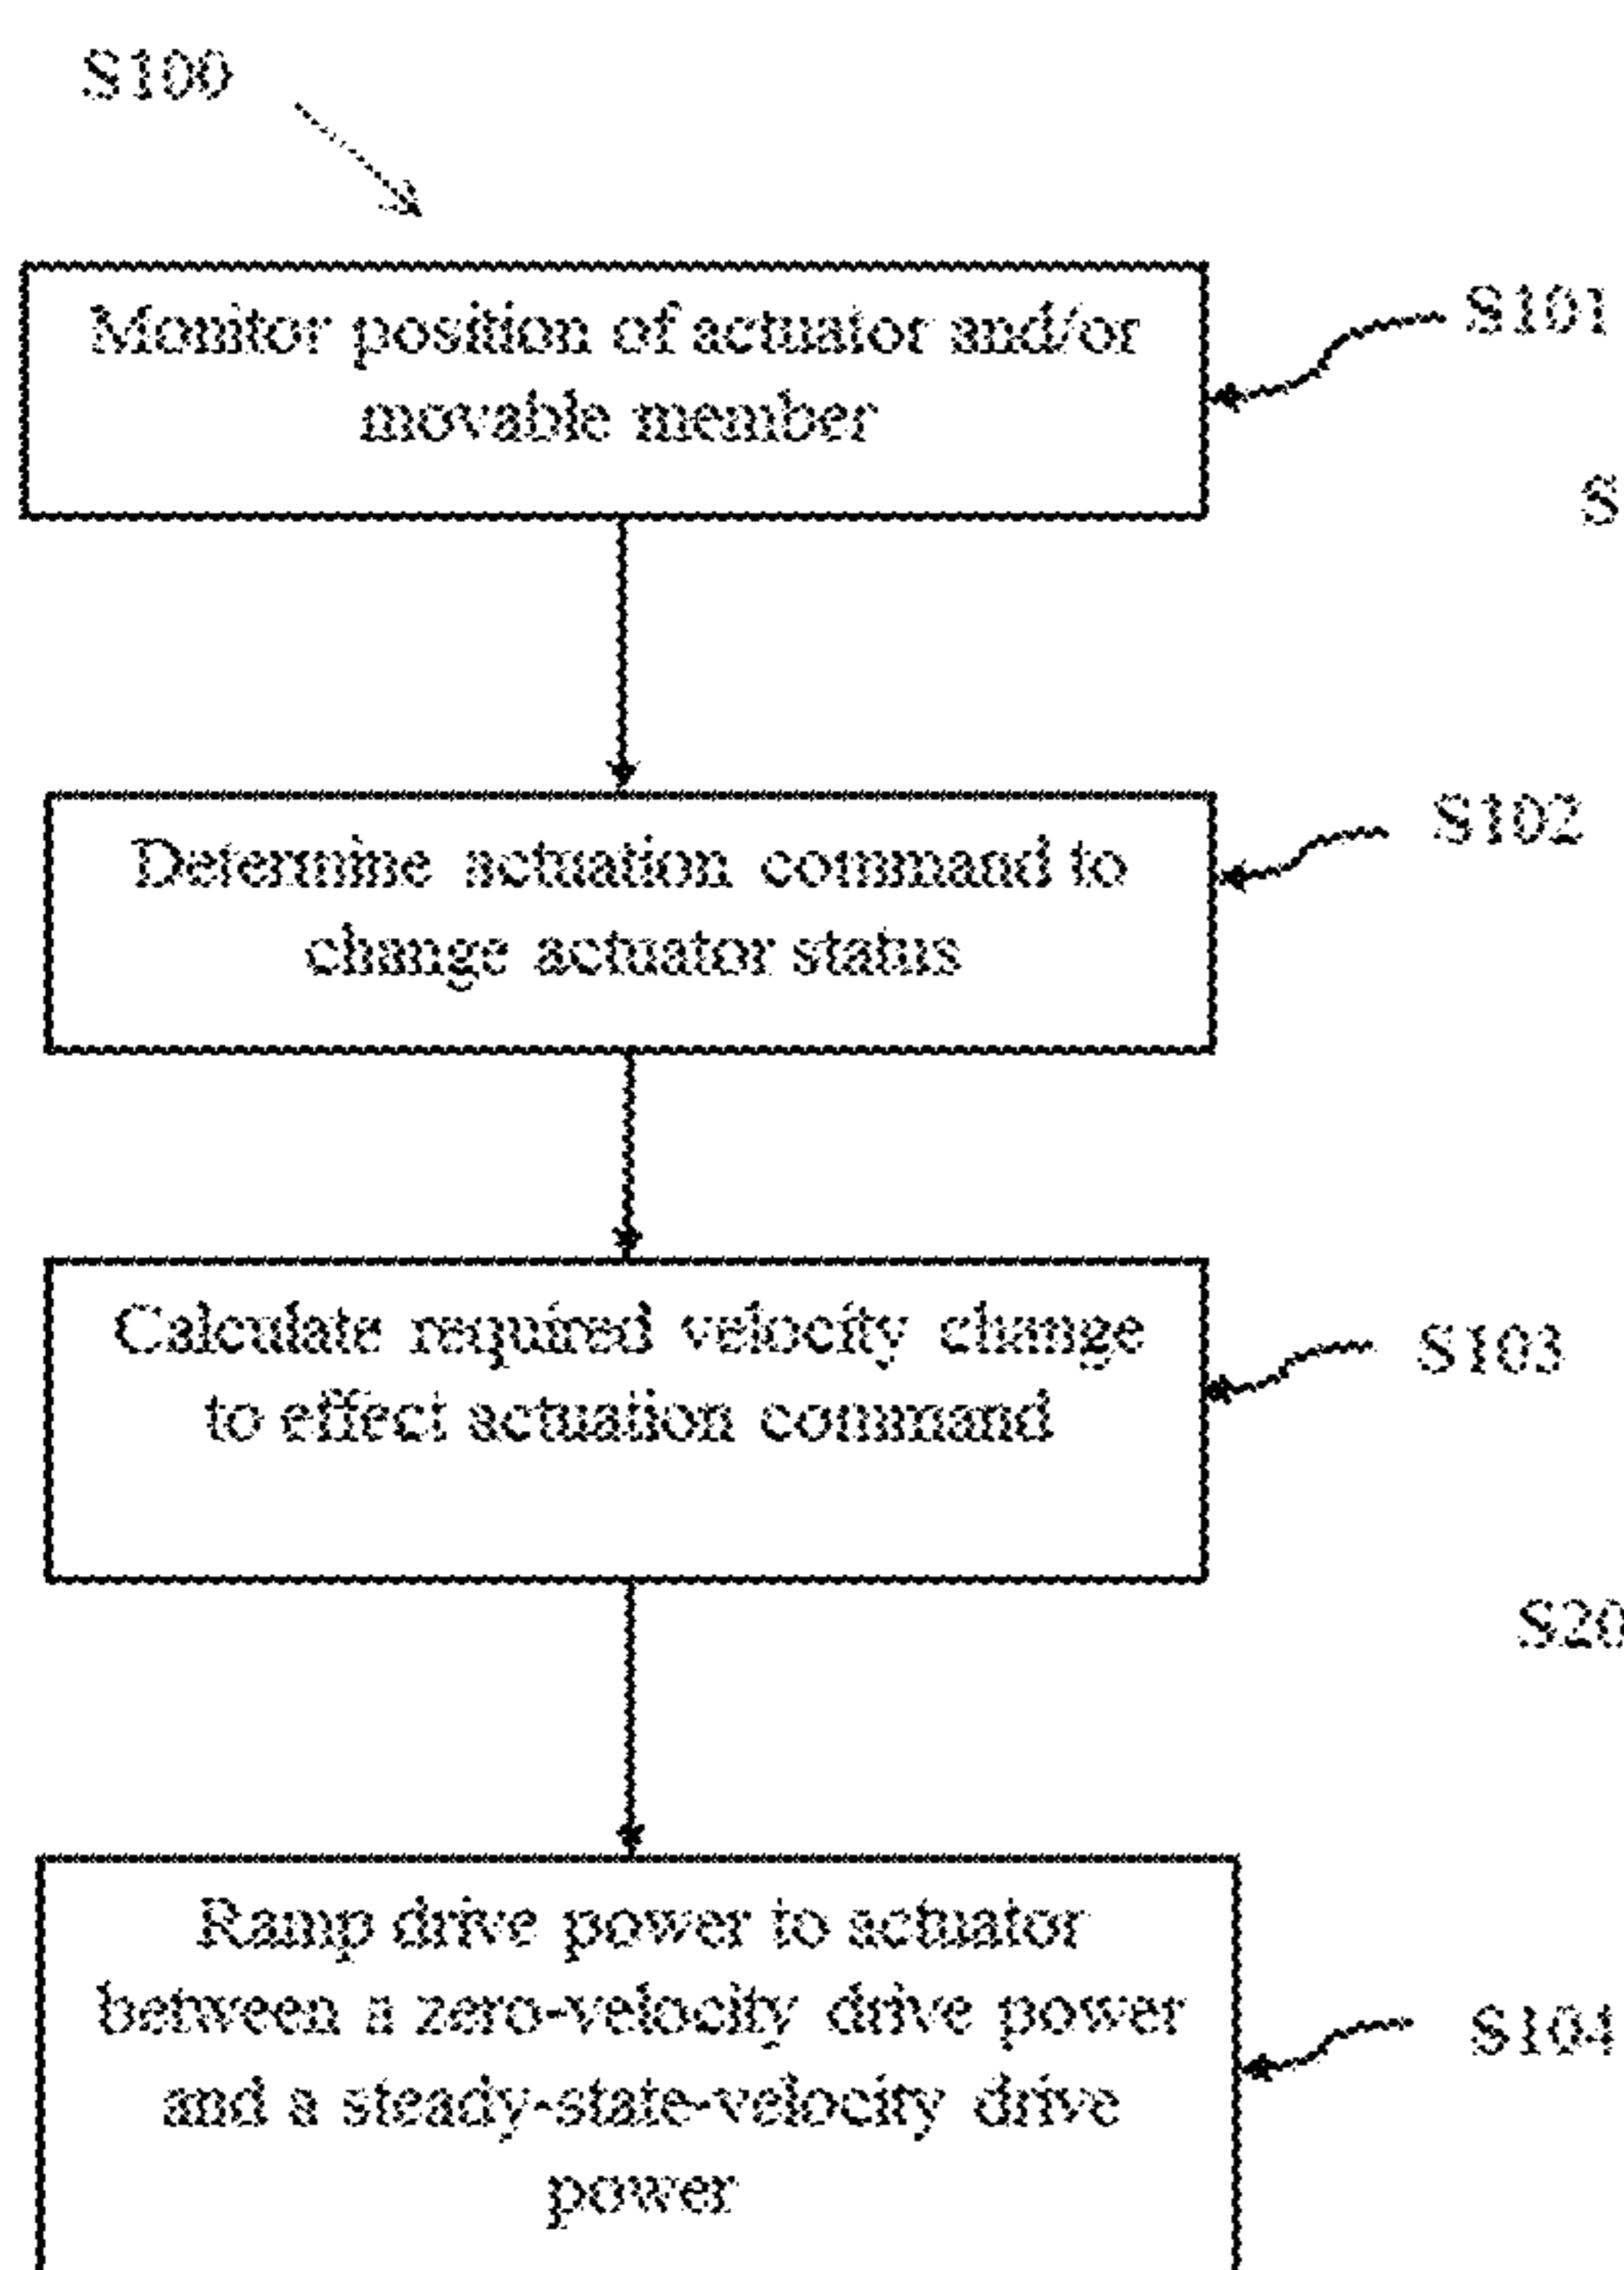 S100
Monitor position of actuator and/or
movable member
S101
S
Determine actuation command to
change actuator status
S102
Calculate required velocity change
to effect actuation command
S103
S20
Ramp drive power to actuator
between a zero-velocity drive power
and a steady-state-velocity drive
power
S104